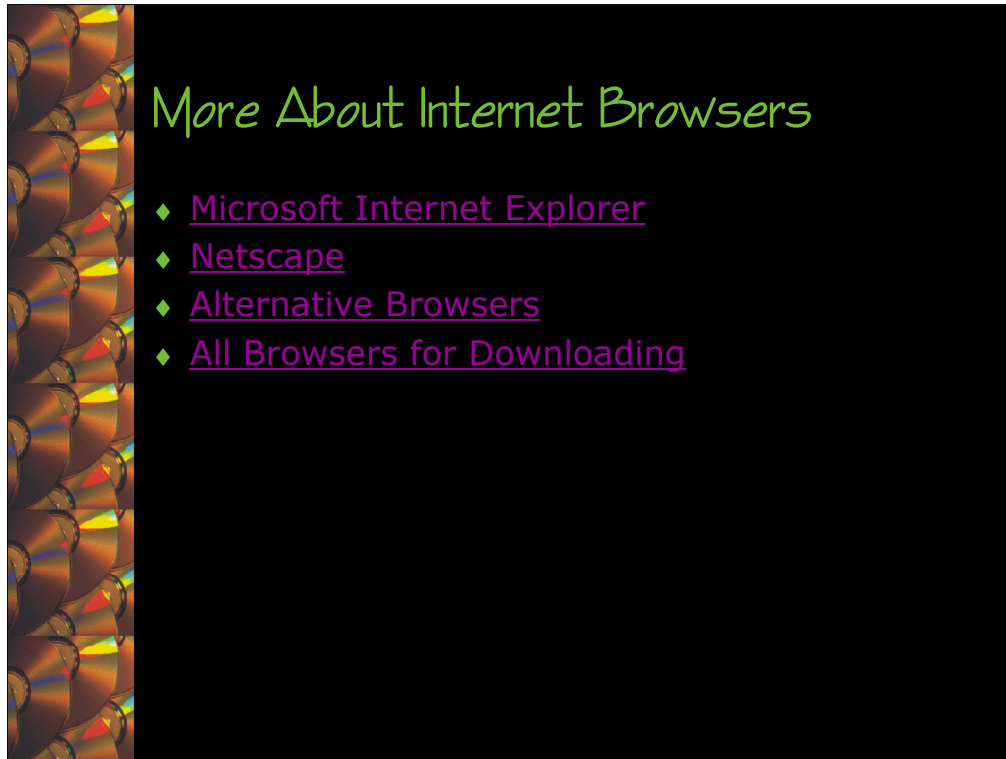 More About Internet Browsers
♦ Microsoft Internet Explorer
♦ Netscape
♦ Alternative Browsers
♦ All Browsers for Downloading